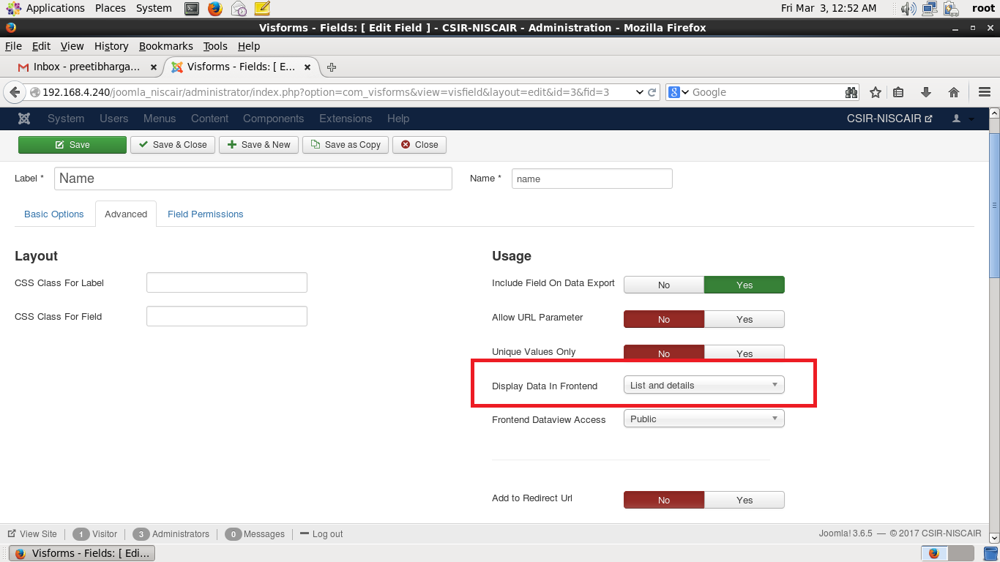 Applications Places System Fri Mar 3, 12:52 AM root
Visforms - Fields: [ Edit Field ] - CSIR-NISCAIR - Administration - Mozilla Firefox
File Edit View History Bookmarks Tools Help
Inbox - preetibharga... Visforms - Fields: [ E...
192.168.4.240/joomla_niscair/administrator/index.php?option=com_visforms&view=visfield&layout=edit&id=3&fid=3 Google
System Users Menus Content Components Extensions Help CSIR-NISCAIR
Save Save & Close Save & New Save as Copy Close
Label * Name Name * name
Basic Options Advanced Field Permissions
Layout
CSS Class For Label
CSS Class For Field
Usage
Include Field On Data Export No Yes
Allow URL Parameter No Yes
Unique Values Only No Yes
Display Data In Frontend List and details
Frontend Dataview Access Public
Add to Redirect Url No Yes
View Site 1 Visitor 3 Administrators 0 Messages Log out Joomla! 3.6.5 — © 2017 CSIR-NISCAIR
Visforms - Fields: [ Edi...